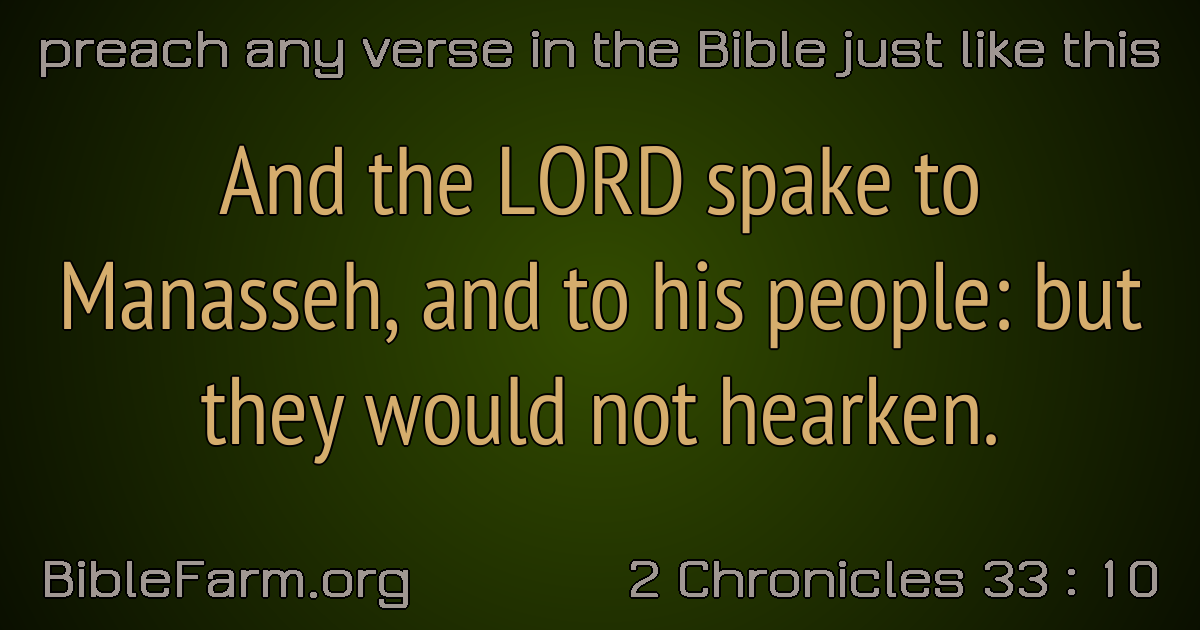 preach any verse in the Bible just like this
And the LORD spake to
Manasseh, and to his people: but
they would not hearken.
BibleFarm.org
2 Chronicles 33 : 10